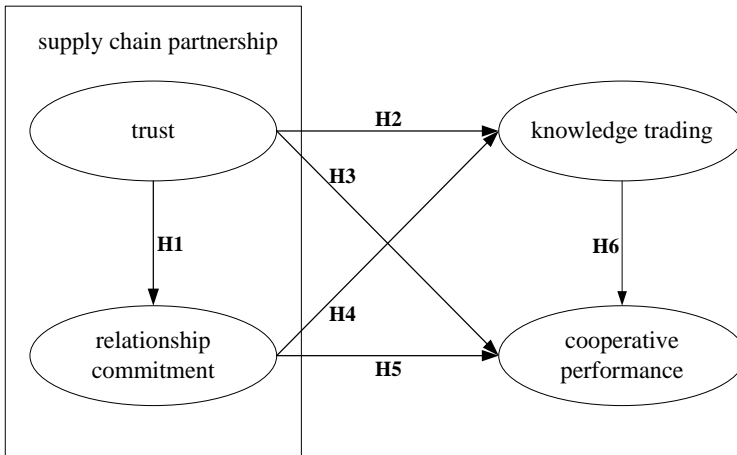 supply chain partnership
trust
H2
knowledge trading
H3
H1
H6
H4
relationship
commitment
H5
cooperative
performance